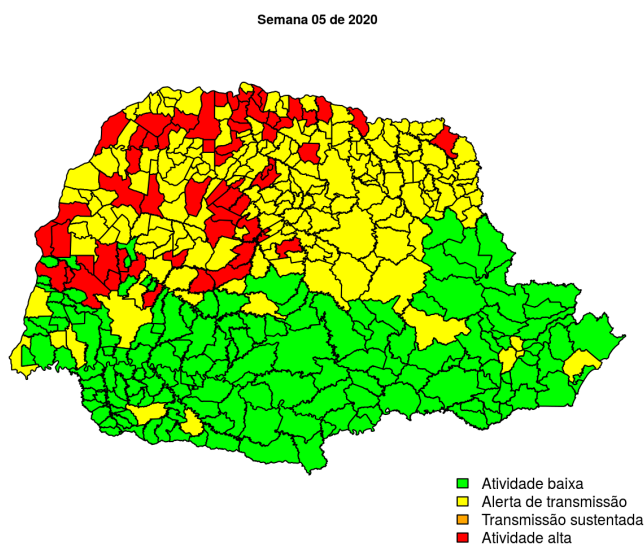 Semana 05 de 2020
Atividade baixa
Alerta de transmissão
Transmissão sustentada
Atividade alta